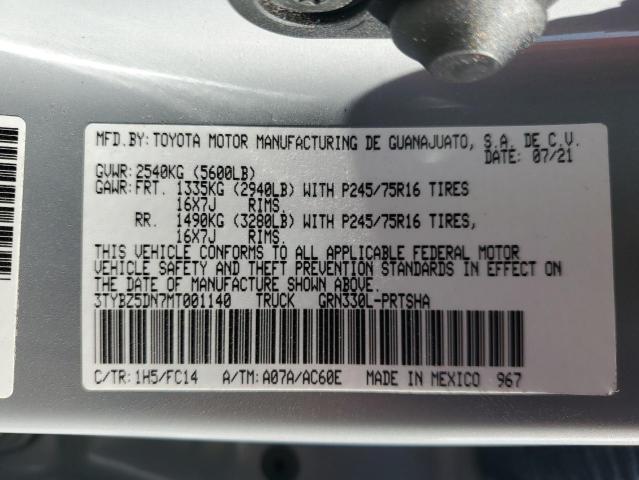 MFD.BY:TOYOTA MOTOR MANUFACTURING DE GUANAJUATO, S.A. DE C.V.
DATE: 07/21
GVWR:2540KG (5600LB)
GAWR:FRT. 1335KG (2940LB) WITH P245/75R16 TIRES
16X7J RIMS.
RR. 1490KG (3280LB) WITH P245/75R16 TIRES,
16X7J RIMS.
THIS VEHICLE CONFORMS TO ALL APPLICABLE FEDERAL MOTOR
VEHICLE SAFETY AND THEFT PREVENTION STANDARDS IN EFFECT ON
THE DATE OF MANUFACTURE SHOWN ABOVE.
3TYBZ5DN7MT001140 TRUCK GRN330L-PRTSHA
C/TR:1H5/FC14 A/TM:A07A/AC60E MADE IN MEXICO 967